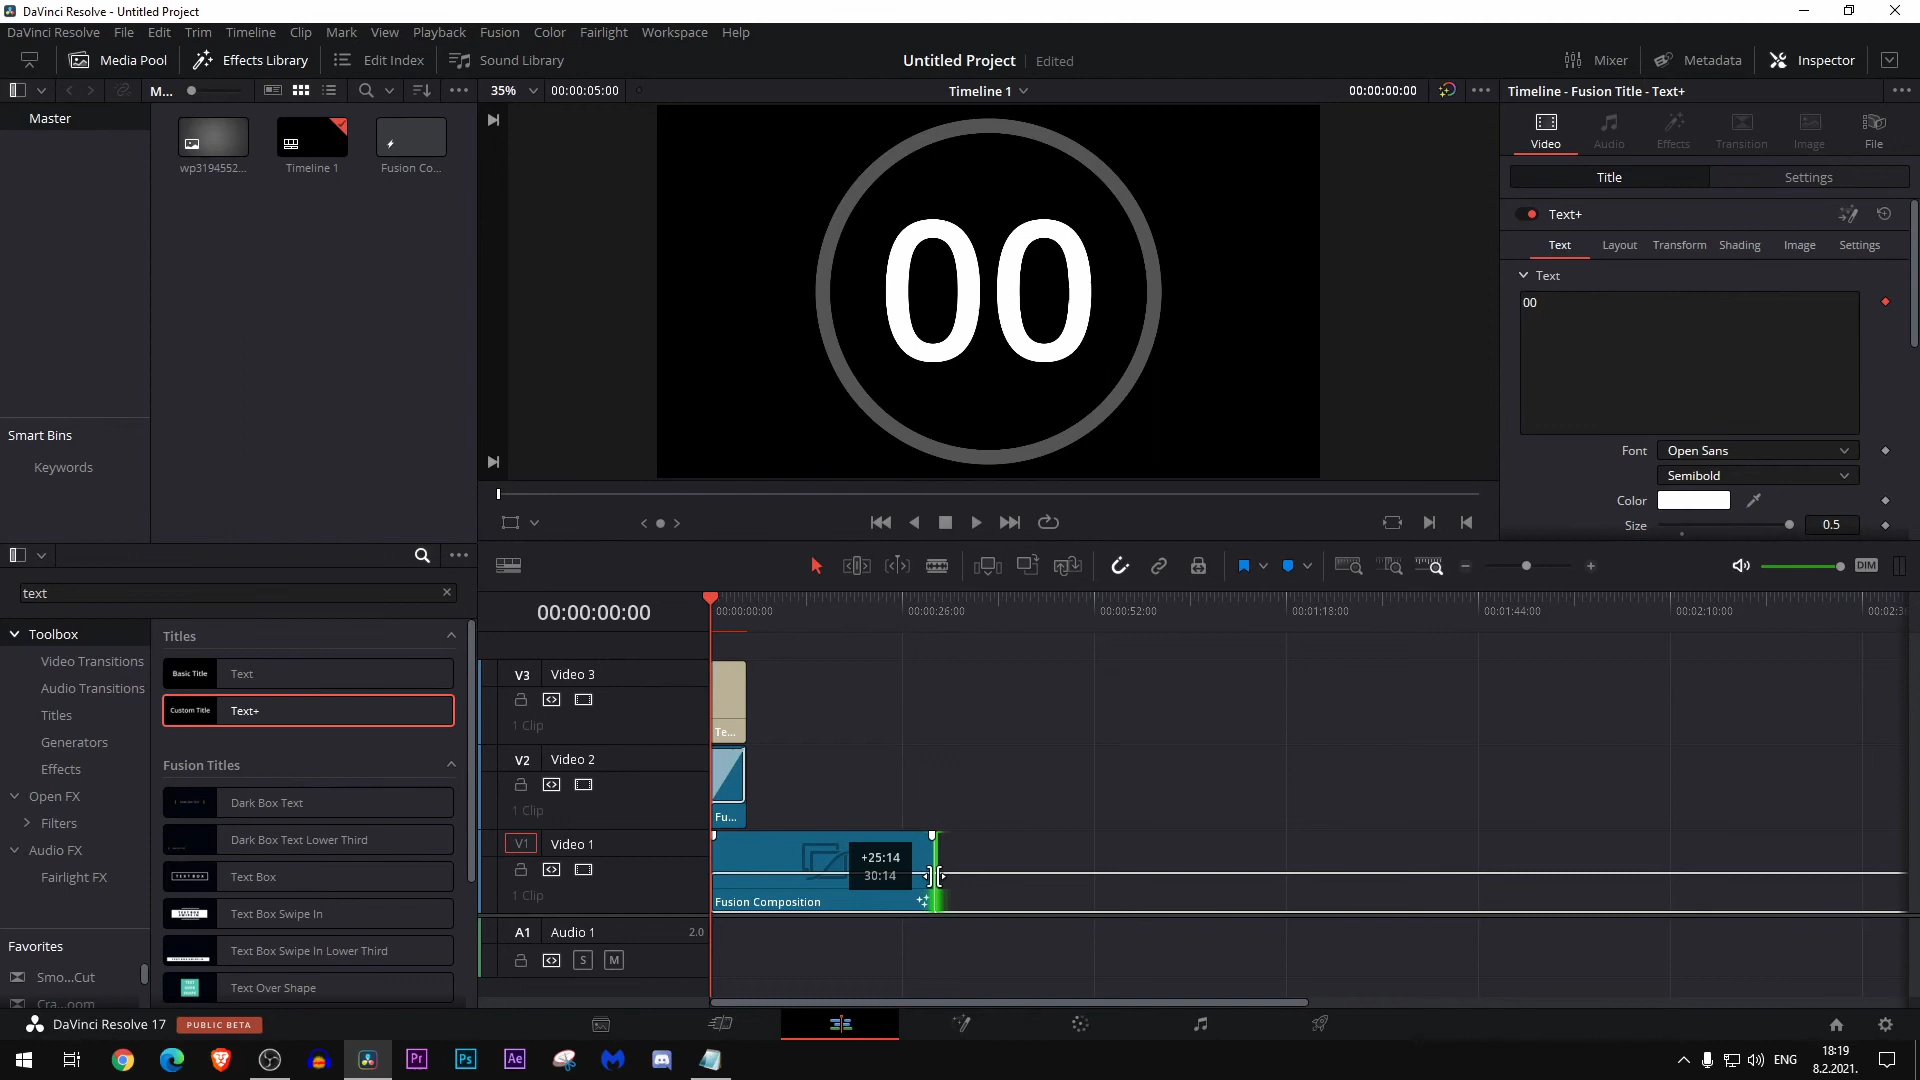 DaVinci Resolve - Untitled Project
DaVinci Resolve File Edit Trim Timeline Clip Mark View Playback Fusion Color Fairlight Workspace Help
Media Pool Effects Library Edit Index Sound Library Untitled Project Edited Mixer Metadata Inspector
M... 35% 00:00:05:00 Timeline 1 00:00:00:00 Timeline - Fusion Title - Text+
Master
wp3194552... Timeline 1 Fusion Co...
Smart Bins
Keywords
00
Video Audio Effects Transition Image File
Title Settings
Text+
Text Layout Transform Shading Image Settings
Text
00
Font Open Sans
Semibold
Color
Size 0.5
text
Toolbox
Video Transitions
Audio Transitions
Titles
Generators
Effects
Open FX
Filters
Audio FX
Fairlight FX
Favorites
Smo...Cut
Cra...oom
Titles
Basic Title Text
Custom Title Text+
Fusion Titles
Dark Box Text
Dark Box Text Lower Third
Text Box
Text Box Swipe In
Text Box Swipe In Lower Third
Text Over Shape
DIM
00:00:00:00
00:00:00:00 00:00:26:00 00:00:52:00 00:01:18:00 00:01:44:00 00:02:10:00 00:02:3
V3 Video 3
1 Clip
Te...
V2 Video 2
1 Clip
Fu...
V1 Video 1
1 Clip
+25:14
30:14
Fusion Composition
A1 Audio 1 2.0
S M
DaVinci Resolve 17 PUBLIC BETA
Pr Ps Ae
ENG
18:19
8.2.2021.